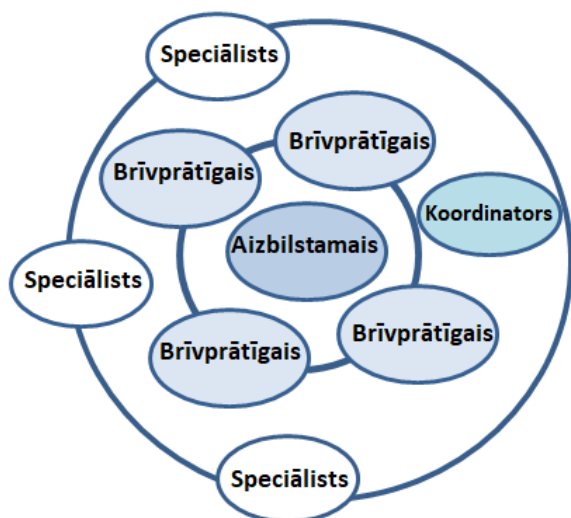 Speciālists
Brīvprātīgais
Brīvprātīgais
Koordinators
Aizbilstamais
Speciālists
Brīvprātīgais
Brīvprātīgais
Speciālists